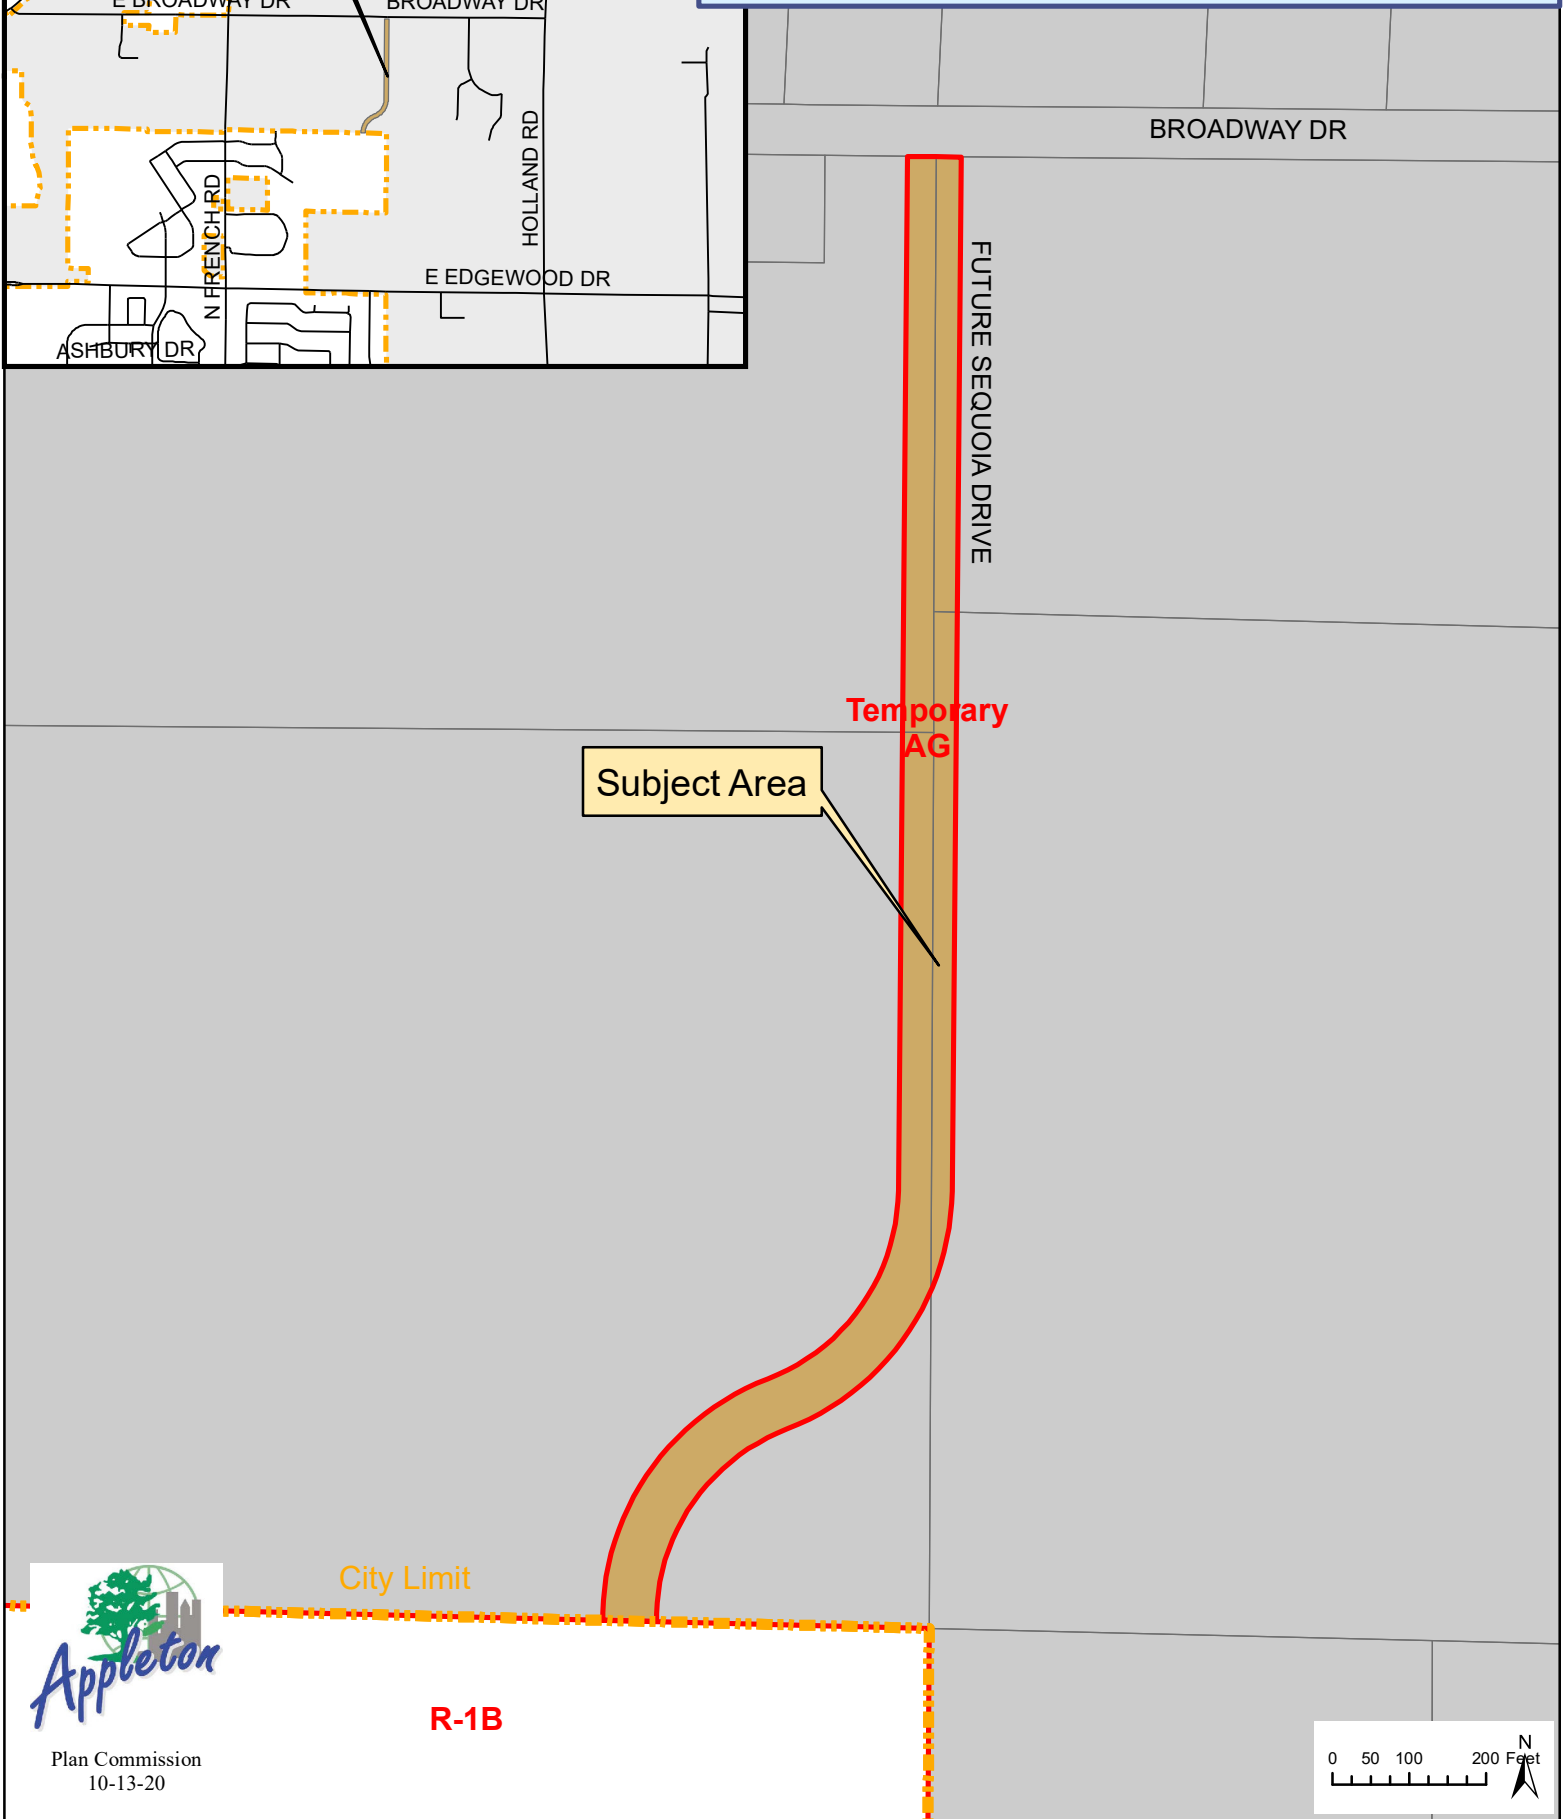 E BROADWAY DR
BROADWAY DR
HOLLAND RD
N FRENCH RD
E EDGEWOOD DR
ASHBURY DR
BROADWAY DR
FUTURE SEQUOIA DRIVE
Temporary
AG
Subject Area
City Limit
Appleton
R-1B
Plan Commission
10-13-20
N
0 50 100 200 Feet